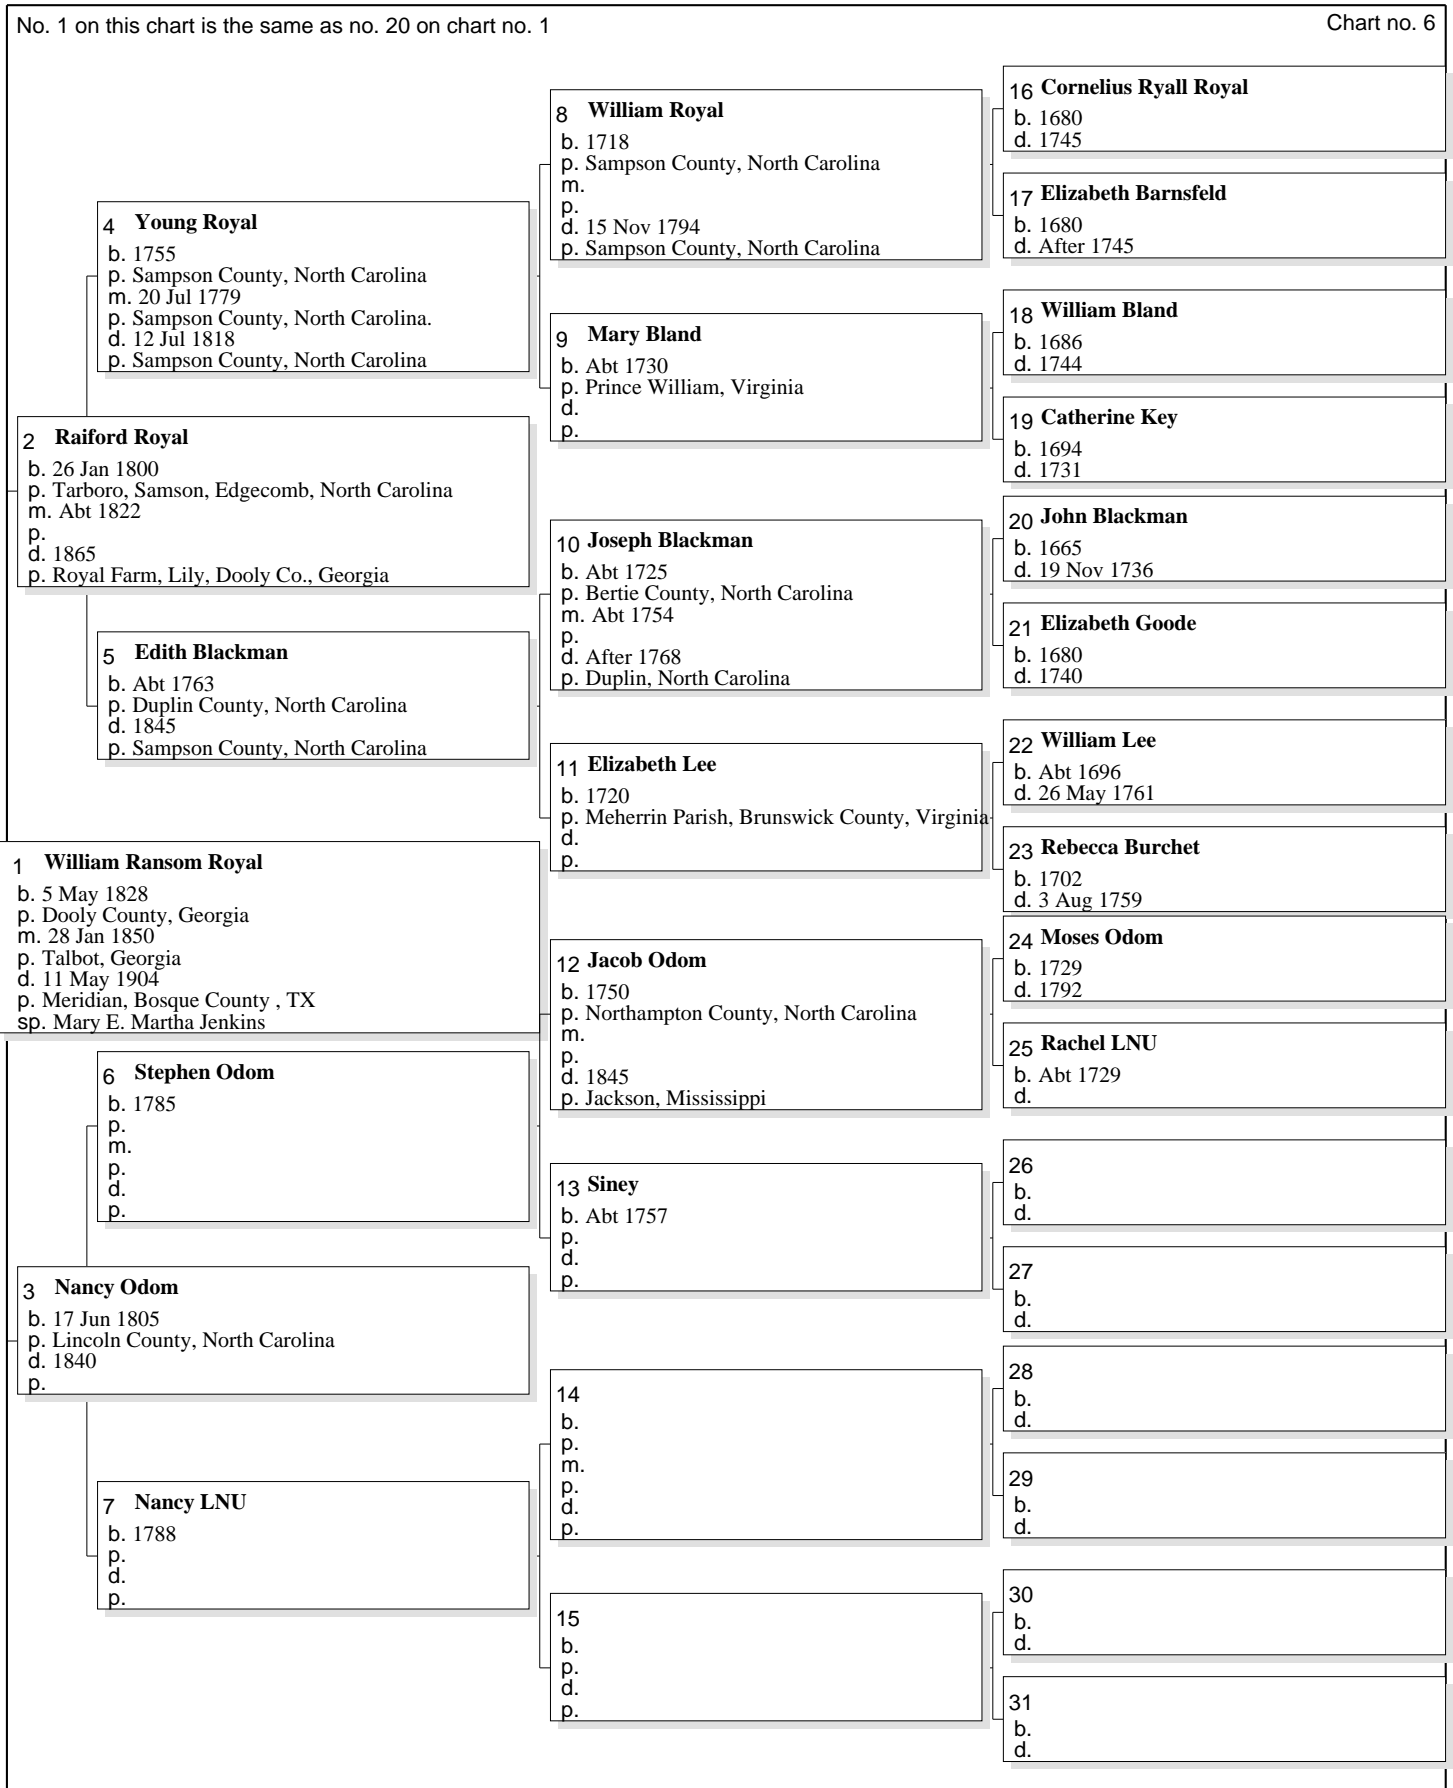 No. 1 on this chart is the same as no. 20 on chart no. 1
Chart no. 6
16 Cornelius Ryall Royal
b. 1680
d. 1745
8 William Royal
b. 1718
p. Sampson County, North Carolina
m.
p.
d. 15 Nov 1794
p. Sampson County, North Carolina
17 Elizabeth Barnsfeld
b. 1680
d. After 1745
4 Young Royal
b. 1755
p. Sampson County, North Carolina
m. 20 Jul 1779
p. Sampson County, North Carolina.
d. 12 Jul 1818
p. Sampson County, North Carolina
18 William Bland
b. 1686
d. 1744
9 Mary Bland
b. Abt 1730
p. Prince William, Virginia
d.
p.
19 Catherine Key
b. 1694
d. 1731
2 Raiford Royal
b. 26 Jan 1800
p. Tarboro, Samson, Edgecomb, North Carolina
m. Abt 1822
p.
d. 1865
p. Royal Farm, Lily, Dooly Co., Georgia
20 John Blackman
b. 1665
d. 19 Nov 1736
10 Joseph Blackman
b. Abt 1725
p. Bertie County, North Carolina
m. Abt 1754
p.
d. After 1768
p. Duplin, North Carolina
21 Elizabeth Goode
b. 1680
d. 1740
5 Edith Blackman
b. Abt 1763
p. Duplin County, North Carolina
d. 1845
p. Sampson County, North Carolina
22 William Lee
b. Abt 1696
d. 26 May 1761
11 Elizabeth Lee
b. 1720
p. Meherrin Parish, Brunswick County, Virginia
d.
p.
23 Rebecca Burchet
b. 1702
d. 3 Aug 1759
1 William Ransom Royal
b. 5 May 1828
p. Dooly County, Georgia
m. 28 Jan 1850
p. Talbot, Georgia
d. 11 May 1904
p. Meridian, Bosque County , TX
sp. Mary E. Martha Jenkins
24 Moses Odom
b. 1729
d. 1792
12 Jacob Odom
b. 1750
p. Northampton County, North Carolina
m.
p.
d. 1845
p. Jackson, Mississippi
25 Rachel LNU
b. Abt 1729
d.
6 Stephen Odom
b. 1785
p.
m.
p.
d.
p.
26
b.
d.
13 Siney
b. Abt 1757
p.
d.
p.
27
b.
d.
3 Nancy Odom
b. 17 Jun 1805
p. Lincoln County, North Carolina
d. 1840
p.
28
b.
d.
14
b.
p.
m.
p.
d.
p.
29
b.
d.
7 Nancy LNU
b. 1788
p.
d.
p.
30
b.
d.
15
b.
p.
d.
p.
31
b.
d.